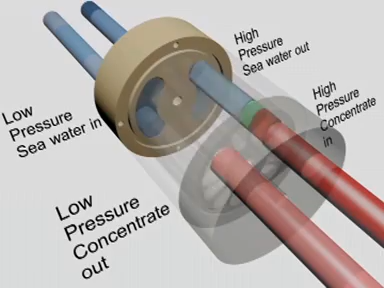 High
Pressure
Sea water out
High
Pressure
Concentrate
in
Low
Pressure
Sea water in
Low
Pressure
Concentrate
out